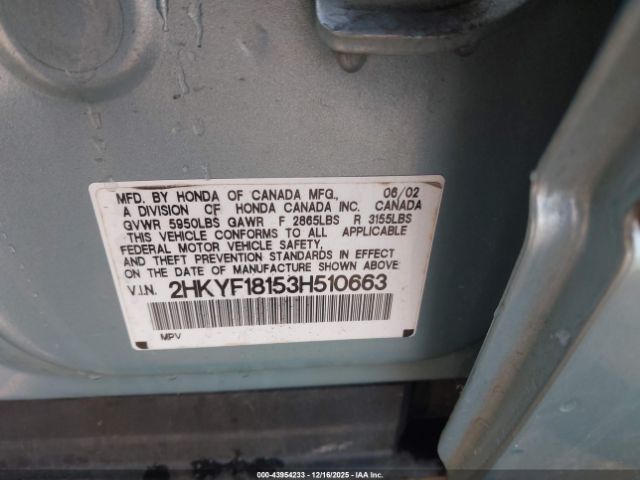 MFD. BY HONDA OF CANADA MFG., 06/02
A DIVISION OF HONDA CANADA INC. CANADA
GVWR 5950LBS GAWR F 2865LBS R 3155LBS
THIS VEHICLE CONFORMS TO ALL APPLICABLE
FEDERAL MOTOR VEHICLE SAFETY,
AND THEFT PREVENTION STANDARDS IN EFFECT
ON THE DATE OF MANUFACTURE SHOWN ABOVE
V.I.N. 2HKYF18153H510663
MPV
000-43954233 - 12/16/2025 - IAA Inc.